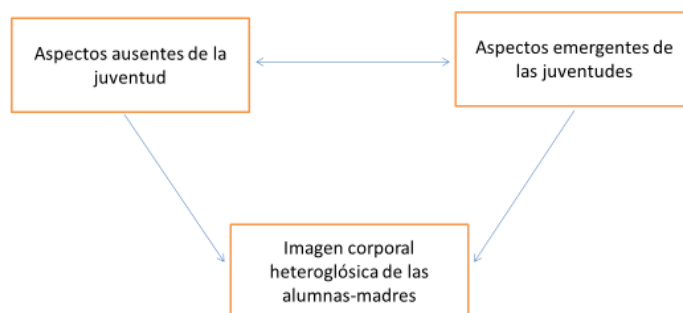 Aspectos ausentes de la
juventud
Aspectos emergentes de
las juventudes
Imagen corporal
heteroglósica de las
alumnas-madres